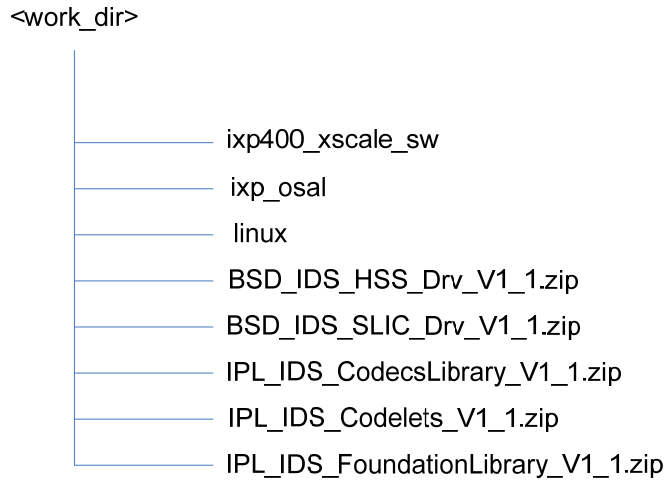 <work_dir>
ixp400_xscale_sw
ixp_osal
linux
BSD_IDS_HSS_Drv_V1_1.zip
BSD_IDS_SLIC_Drv_V1_1.zip
IPL_IDS_CodecsLibrary_V1_1.zip
IPL_IDS_Codelets_V1_1.zip
IPL_IDS_FoundationLibrary_V1_1.zip